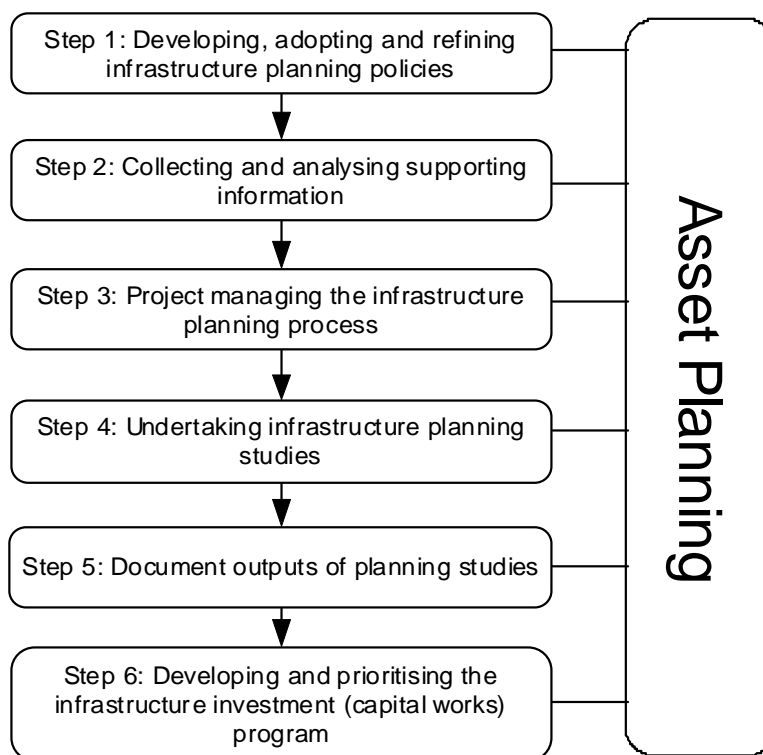 Step 1: Developing, adopting and refining
infrastructure planning policies
Step 2: Collecting and analysing supporting
information
Step 3: Project managing the infrastructure
planning process
Step 4: Undertaking infrastructure planning
studies
Step 5: Document outputs of planning studies
Step 6: Developing and prioritising the
infrastructure investment (capital works)
program
Asset Planning